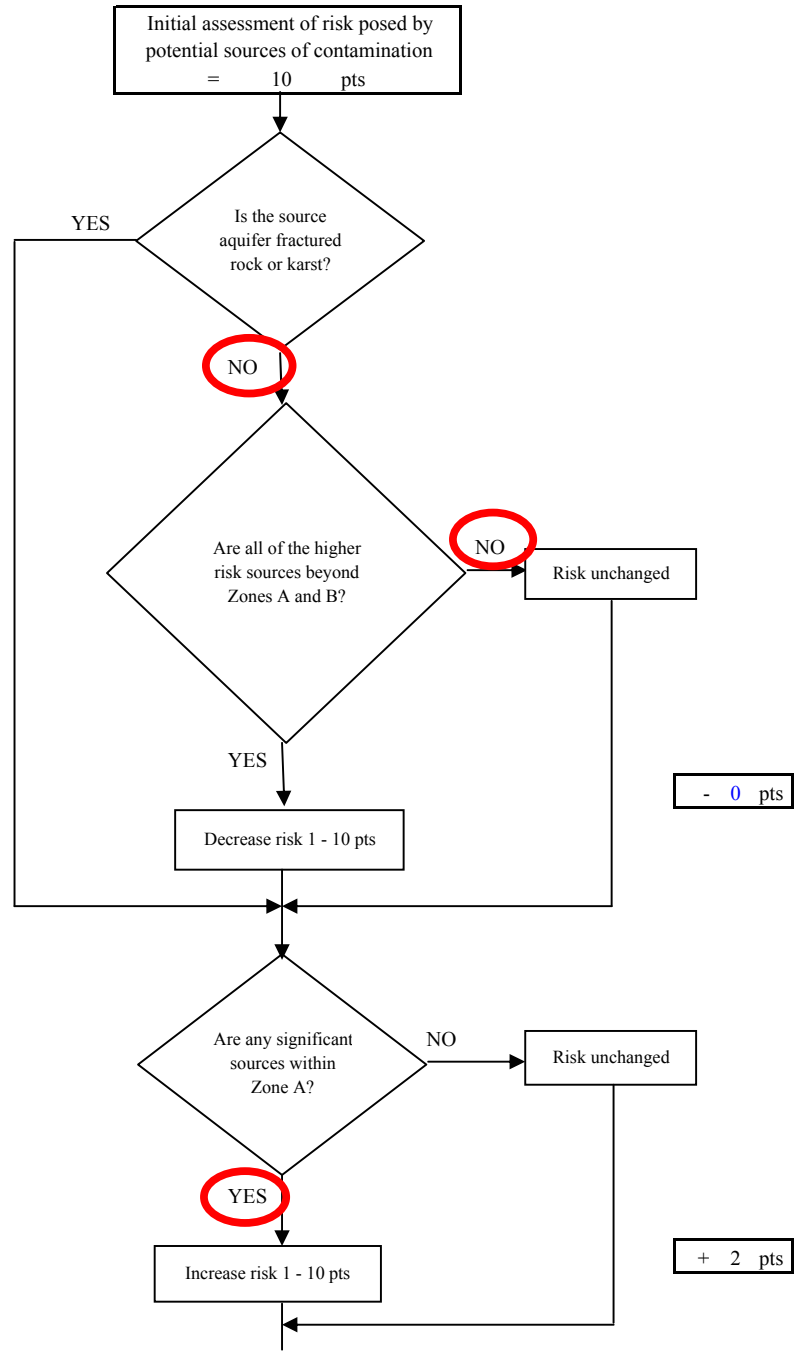 Initial assessment of risk posed by
potential sources of contamination
= 10 pts
YES
Is the source
aquifer fractured
rock or karst?
NO
Are all of the higher
risk sources beyond
Zones A and B?
NO
Risk unchanged
YES
- 0 pts
Decrease risk 1 - 10 pts
Are any significant
sources within
Zone A?
NO
Risk unchanged
YES
+ 2 pts
Increase risk 1 - 10 pts